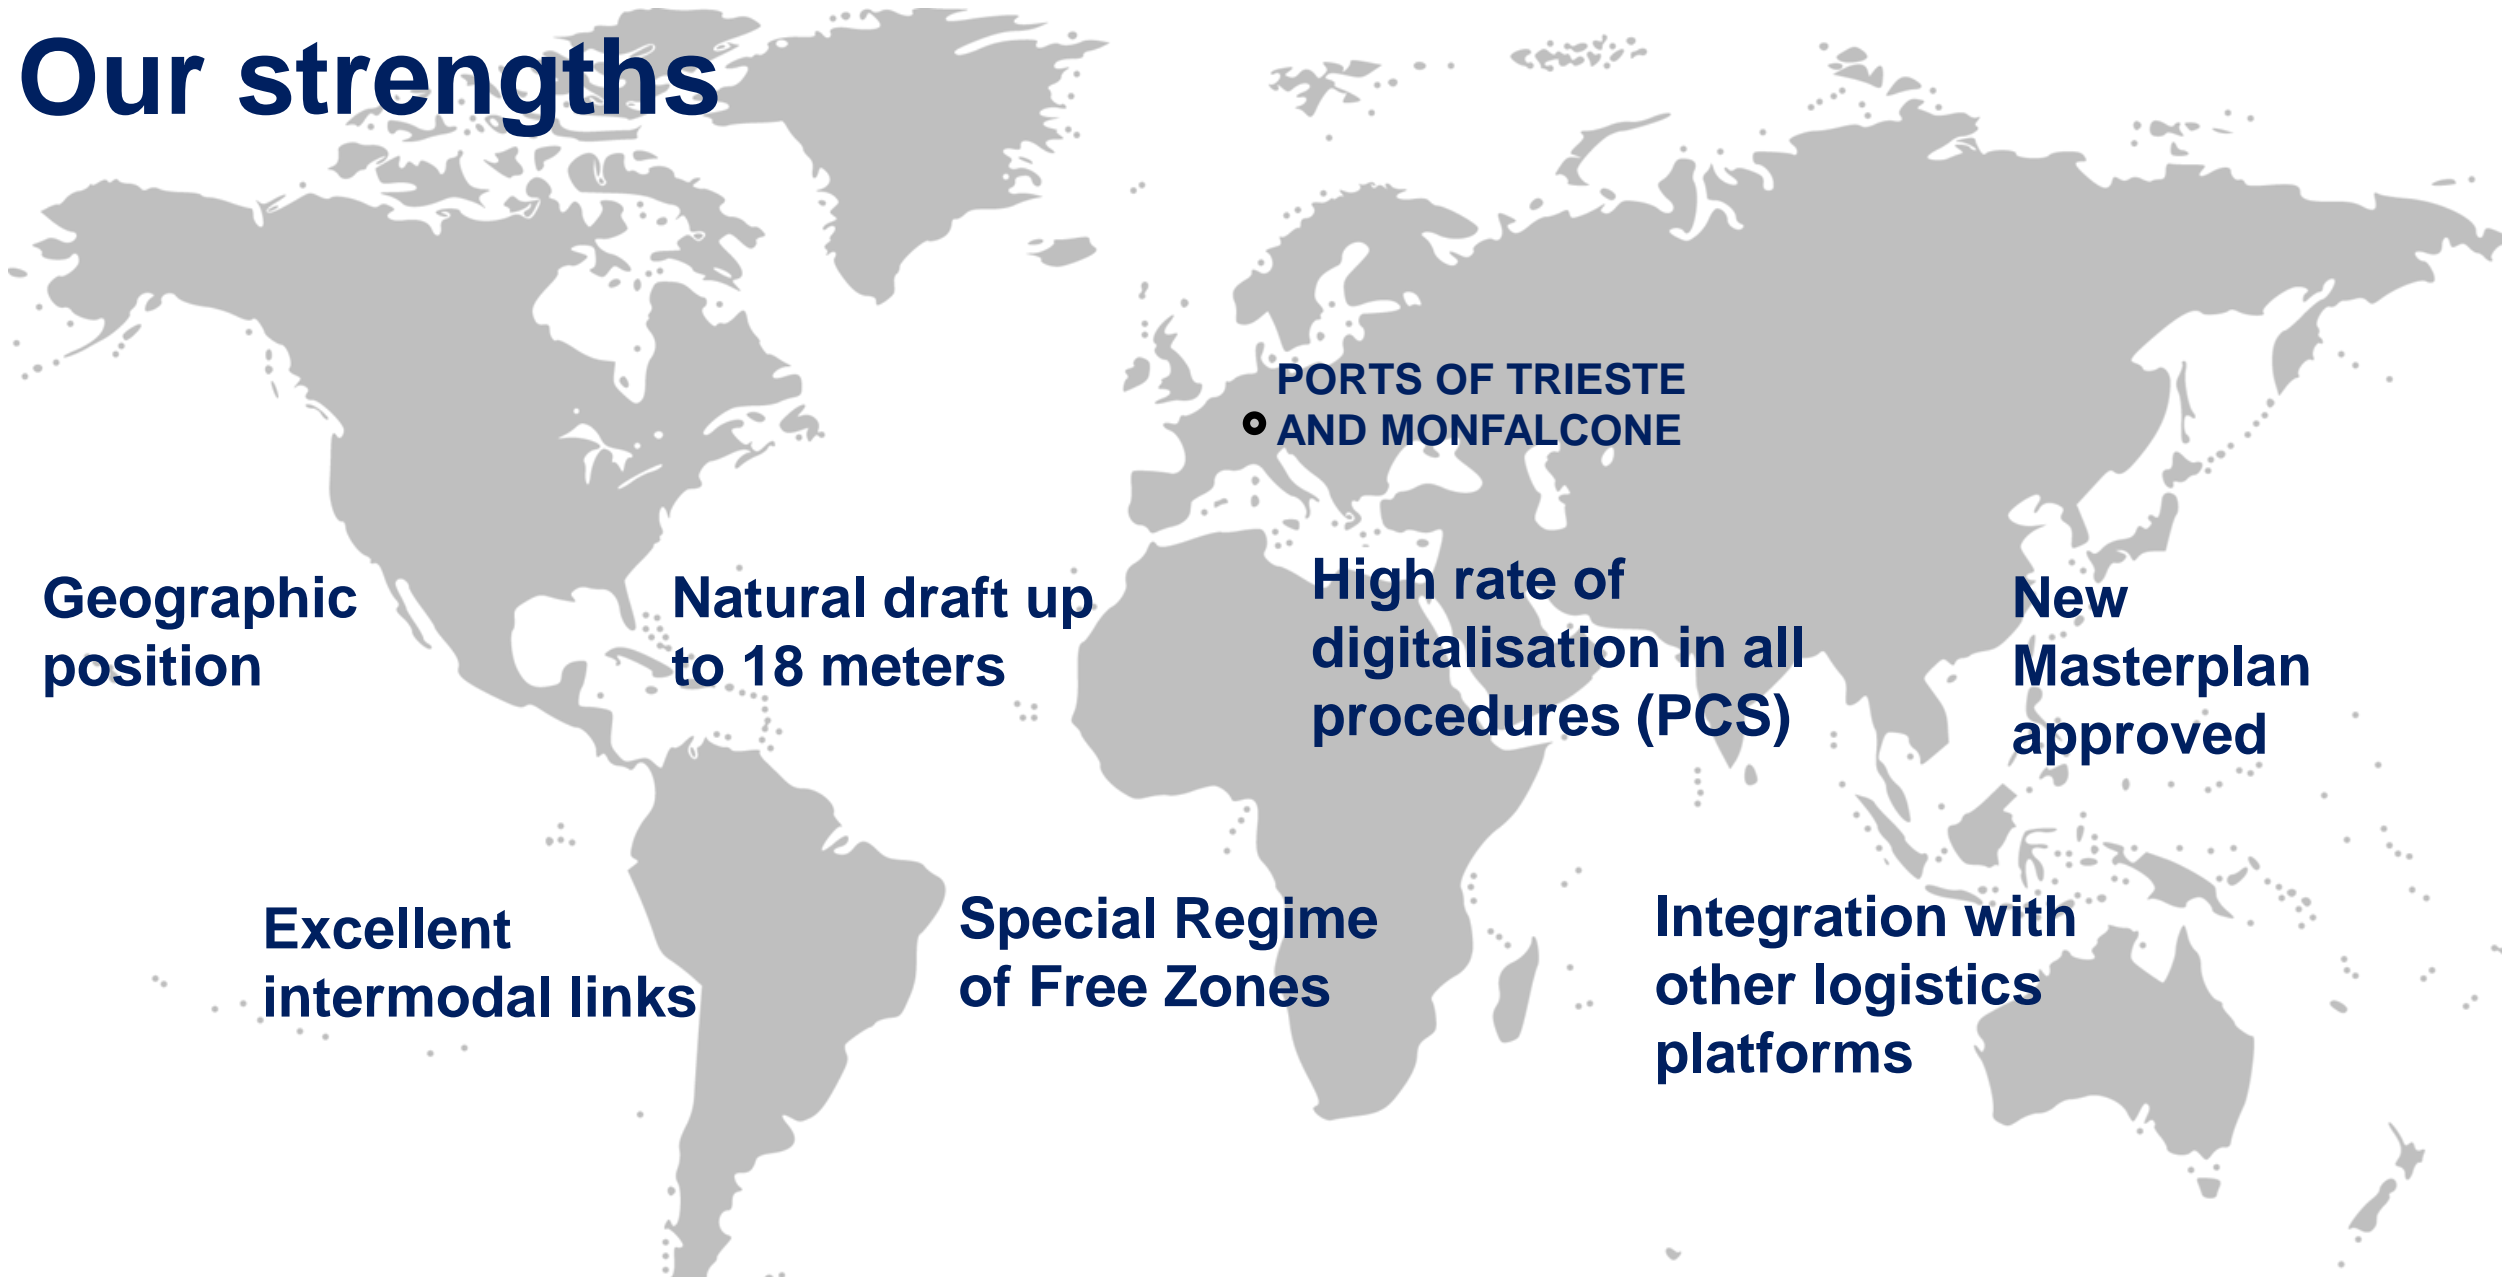 Our strengths
PORTS OF TRIESTE
AND MONFALCONE
Geographic
position
Natural draft up
to 18 meters
High rate of
digitalisation in all
procedures (PCS)
New
Masterplan
approved
Excellent
intermodal links
Special Regime
of Free Zones
Integration with
other logistics
platforms